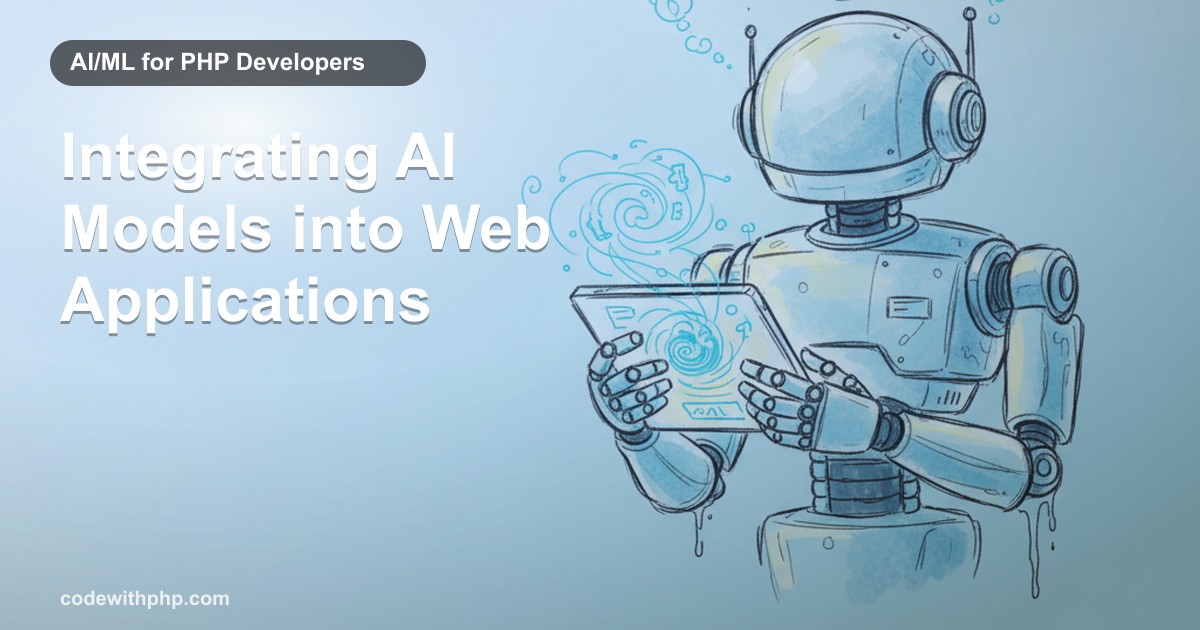 AI/ML for PHP Developers
Integrating AI
Models into Web
Applications
codewithphp.com